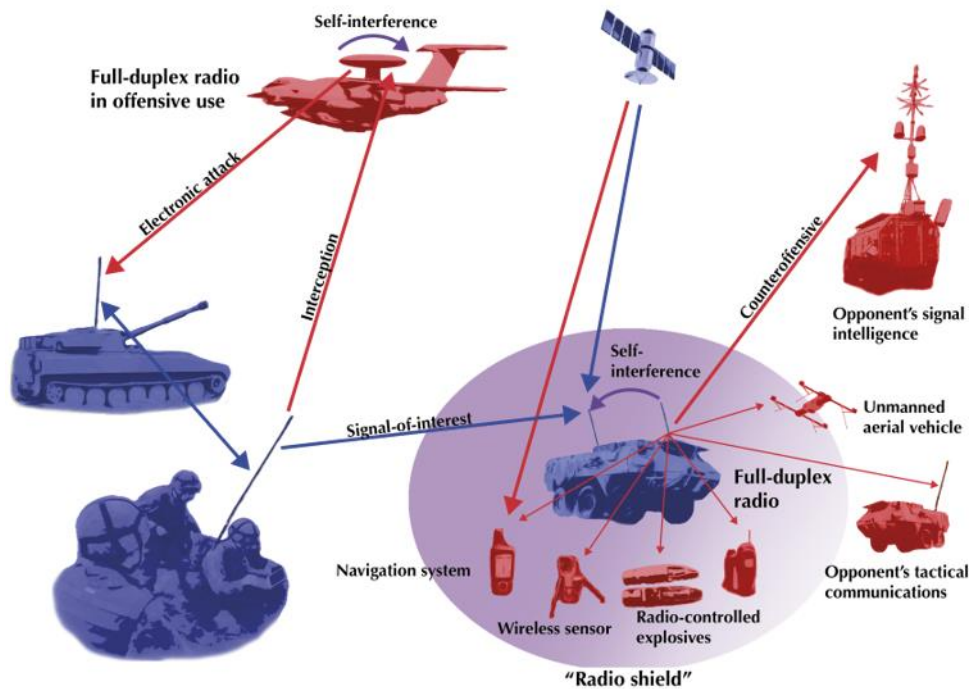 Self-interference
Full-duplex radio
in offensive use
Electronic attack
Interception
Counteroffensive
Opponent's signal
intelligence
Self-
interference
Unmanned
aerial vehicle
Signal-of-interest
Full-duplex
radio
Navigation system
Opponent's tactical
communications
Wireless sensor
Radio-controlled
explosives
"Radio shield"